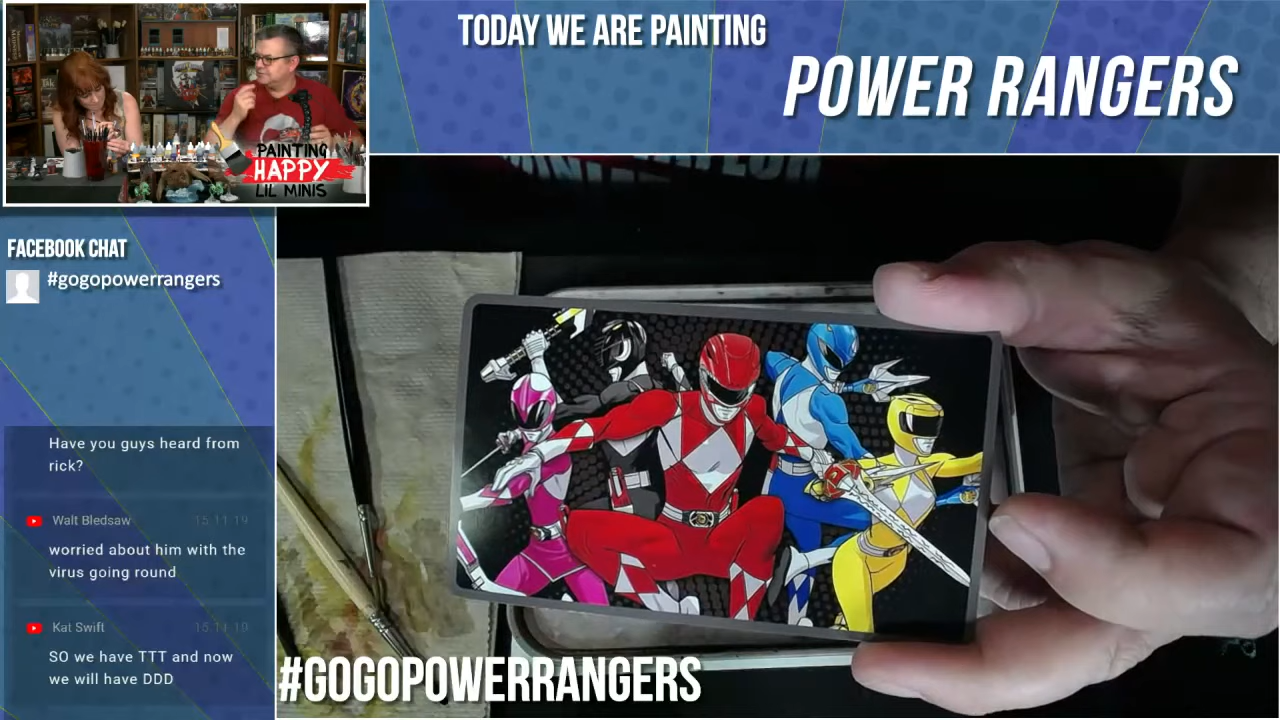 TODAY WE ARE PAINTING
POWER RANGERS
PAINTING
HAPPY
LIL MINIS
FACEBOOK CHAT
#gogopowerrangers
Have you guys heard from
rick?
Walt Bledsaw 15:11:19
worried about him with the
virus going round
Kat Swift 15:11:19
SO we have TTT and now
we will have DDD
#GOGOPOWERRANGERS